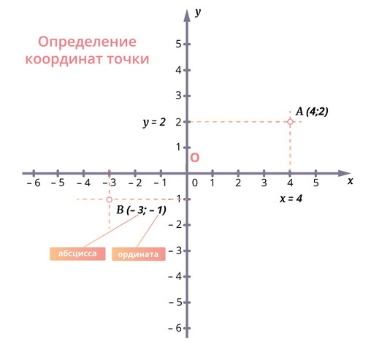 Определение
координат точки
y
5
4
3
2
1
y = 2
A (4;2)
O
– 6 – 5 – 4 – 3 – 2 – 1 0 1 2 3 4 5 x
x = 4
B (– 3; – 1)
– 1
– 2
– 3
– 4
– 5
– 6
абсцисса
ордината